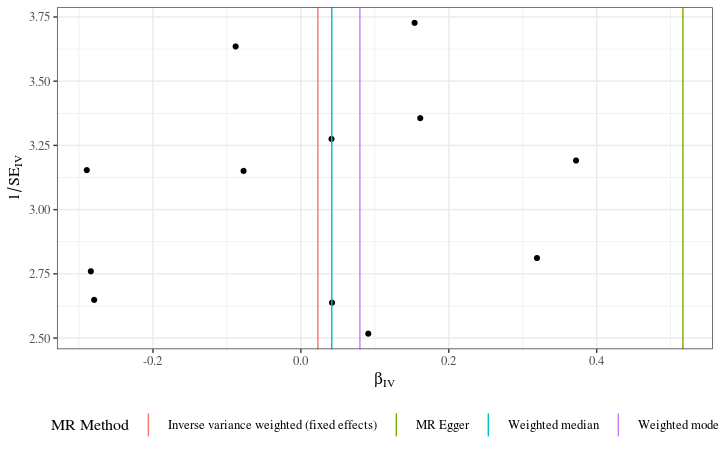 3.75
3.50
3.25
3.00
2.75
2.50
1/SE_IV
-0.2 0.0 0.2 0.4
β_IV
MR Method Inverse variance weighted (fixed effects) MR Egger Weighted median Weighted mode